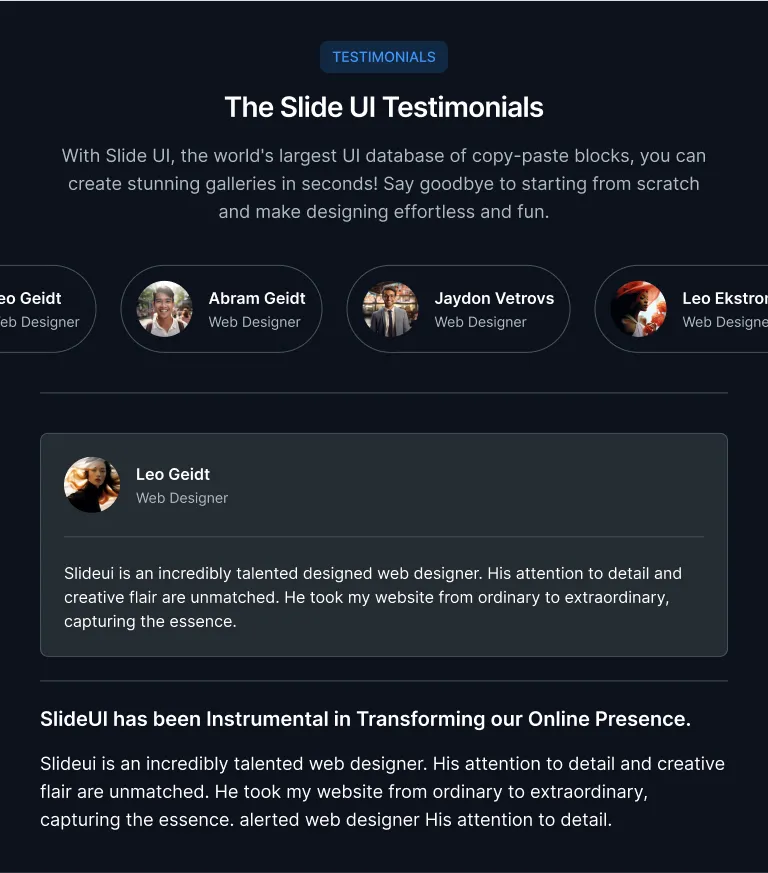 TESTIMONIALS
The Slide UI Testimonials
With Slide UI, the world's largest UI database of copy-paste blocks, you can
create stunning galleries in seconds! Say goodbye to starting from scratch
and make designing effortless and fun.
eo Geidt
eb Designer
Abram Geidt
Web Designer
Jaydon Vetrovs
Web Designer
Leo Ekstro
Web Designe
Leo Geidt
Web Designer
Slideui is an incredibly talented designed web designer. His attention to detail and
creative flair are unmatched. He took my website from ordinary to extraordinary,
capturing the essence.
SlideUI has been Instrumental in Transforming our Online Presence.
Slideui is an incredibly talented web designer. His attention to detail and creative
flair are unmatched. He took my website from ordinary to extraordinary,
capturing the essence. alerted web designer His attention to detail.